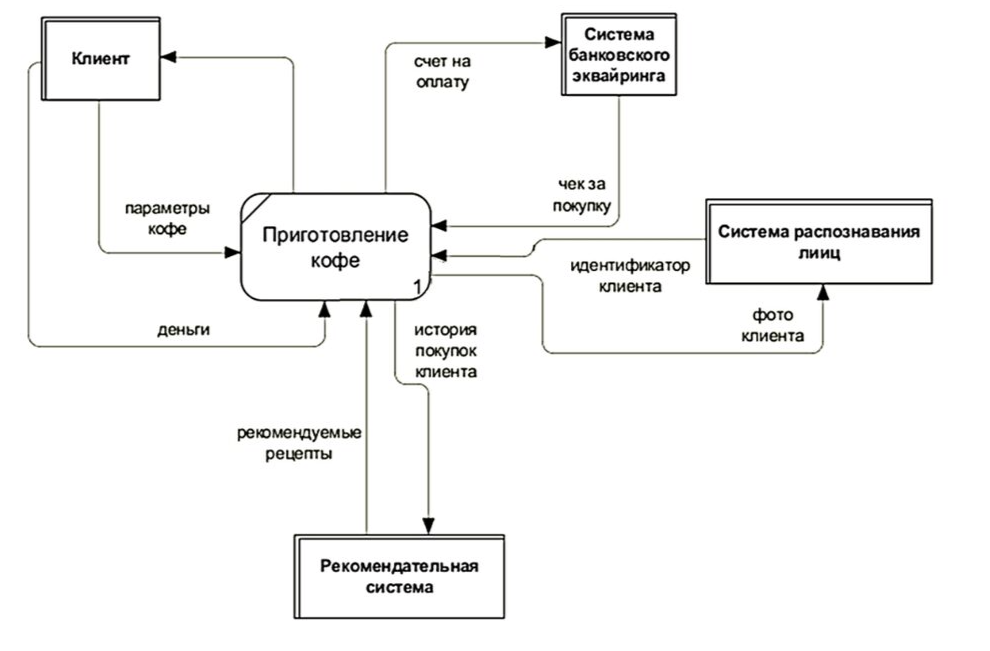 Клиент
Система
банковского
эквайринга
счет на
оплату
чек за
покупку
параметры
кофе
Приготовление
кофе
1
Система распознавания
лииц
идентификатор
клиента
фото
клиента
деньги
история
покупок
клиента
рекомендуемые
рецепты
Рекомендательная
система